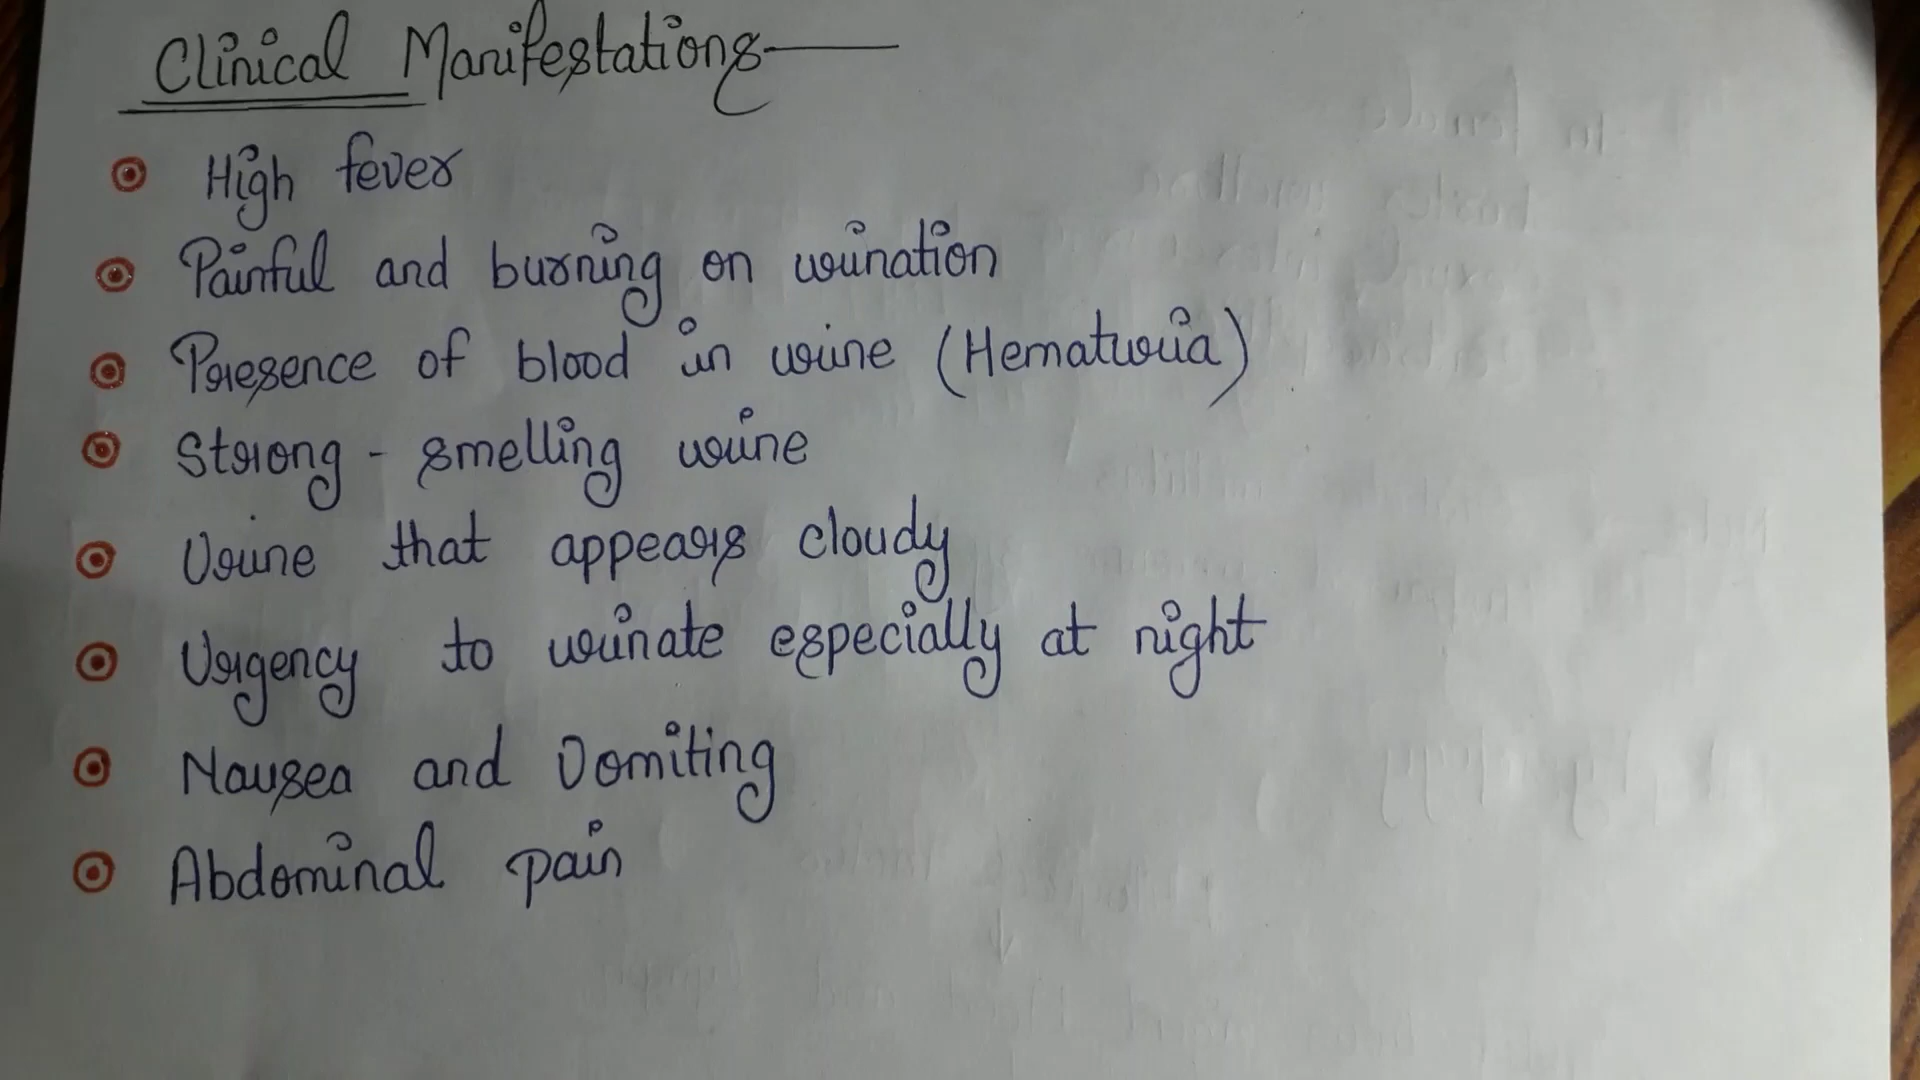 Clinical Manifestations
High fever
Painful and burning on urination
Presence of blood in urine (Hematuria)
Strong - smelling urine
Urine that appears cloudy
Urgency to urinate especially at night
Nausea and Vomiting
Abdominal pain